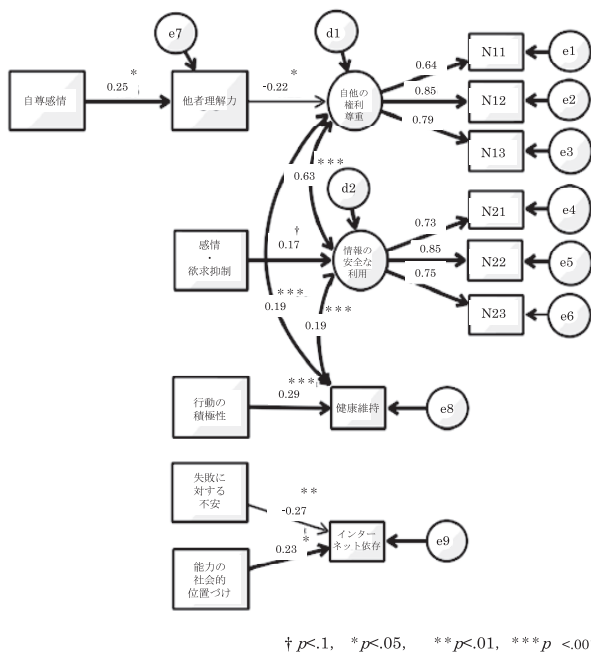 e7
d1
N11
e1
*
0.64
自尊感情
0.25
他者理解力
*
-0.22
自他の
権利
尊重
0.85
N12
e2
0.79
N13
e3
***
0.63
d2
N21
e4
0.73
感情
・
欲求抑制
†
0.17
情報の
安全な
利用
0.85
N22
e5
0.75
N23
e6
***
0.19
***
0.19
行動の
積極性
***
0.29
健康維持
e8
失敗に
対する
不安
**
-0.27
インター
ネット依存
e9
*
0.23
能力の
社会的
位置づけ
† p<.1, *p<.05, **p<.01, ***p <.00